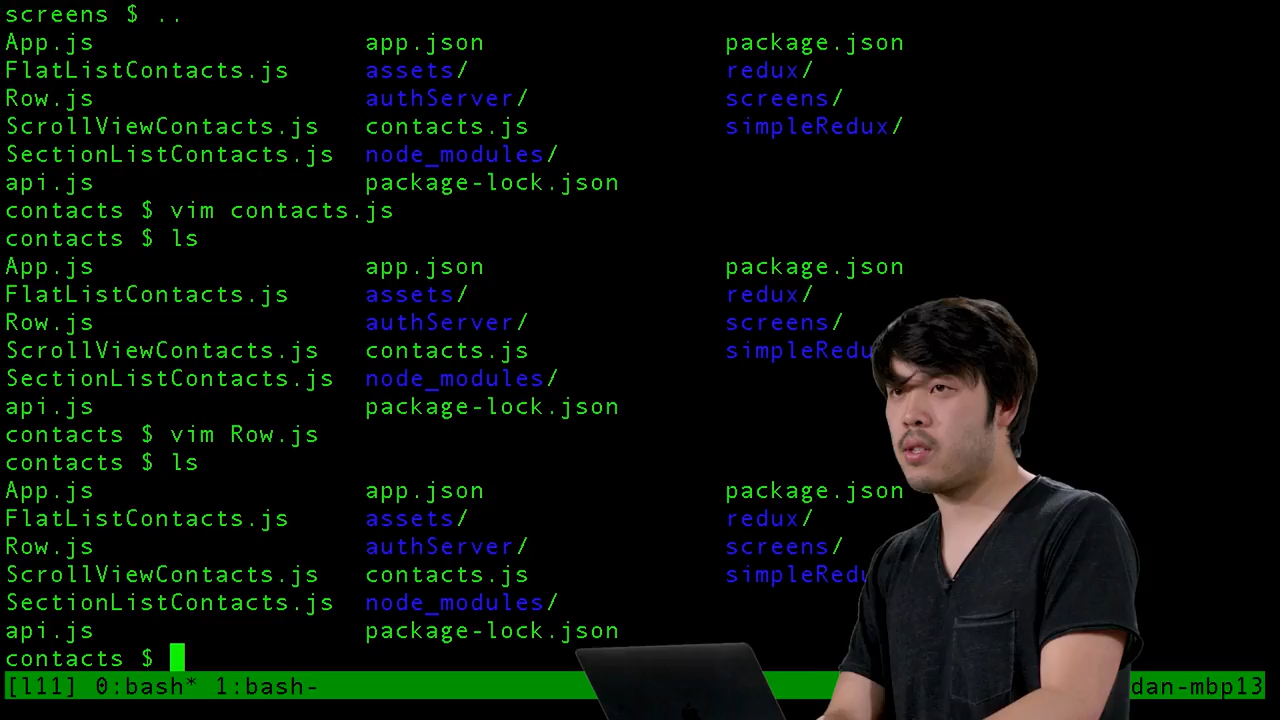 screens $ ..
App.js app.json package.json
FlatListContacts.js assets/ redux/
Row.js authServer/ screens/
ScrollViewContacts.js contacts.js simpleRedux/
SectionListContacts.js node_modules/
api.js package-lock.json
contacts $ vim contacts.js
contacts $ ls
App.js app.json package.json
FlatListContacts.js assets/ redux/
Row.js authServer/ screens/
ScrollViewContacts.js contacts.js simpleRedu
SectionListContacts.js node_modules/
api.js package-lock.json
contacts $ vim Row.js
contacts $ ls
App.js app.json package.json
FlatListContacts.js assets/ redux/
Row.js authServer/ screens/
ScrollViewContacts.js contacts.js simpleRedu
SectionListContacts.js node_modules/
api.js package-lock.json
contacts $
[l11] 0:bash* 1:bash- dan-mbp13